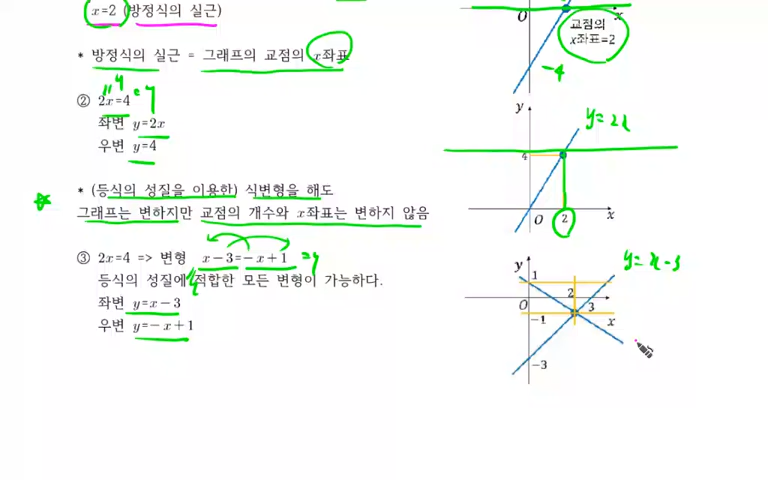 x=2 (방정식의 실근)
* 방정식의 실근 = 그래프의 교점의 x좌표
② 2x=4
좌변 y=2x
우변 y=4
* (등식의 성질을 이용한) 식변형을 해도
그래프는 변하지만 교점의 개수와 x좌표는 변하지 않음
③ 2x=4 => 변형 x-3=-x+1 =y
등식의 성질에 적합한 모든 변형이 가능하다.
좌변 y=x-3
우변 y=-x+1
O x
교점의
x좌표=2
-4
y
y=2x
4
O 2 x
y
y=x-3
1
2
O 3
-1 x
-3